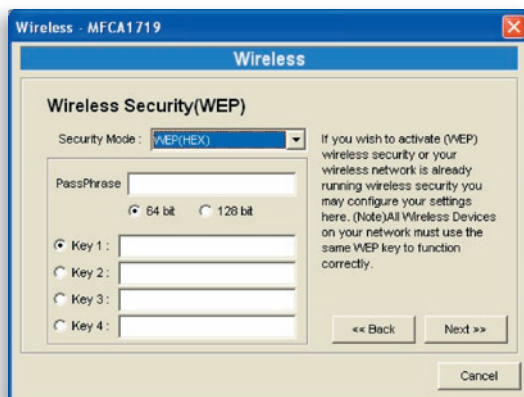 Wireless - MFCA1719
Wireless
Wireless Security(WEP)
Security Mode : WEP(HEX)
PassPhrase
64 bit 128 bit
Key 1 :
Key 2 :
Key 3 :
Key 4 :
If you wish to activate (WEP)
wireless security or your
wireless network is already
running wireless security you
may configure your settings
here. (Note)All Wireless Devices
on your network must use the
same WEP key to function
correctly.
<< Back Next >>
Cancel